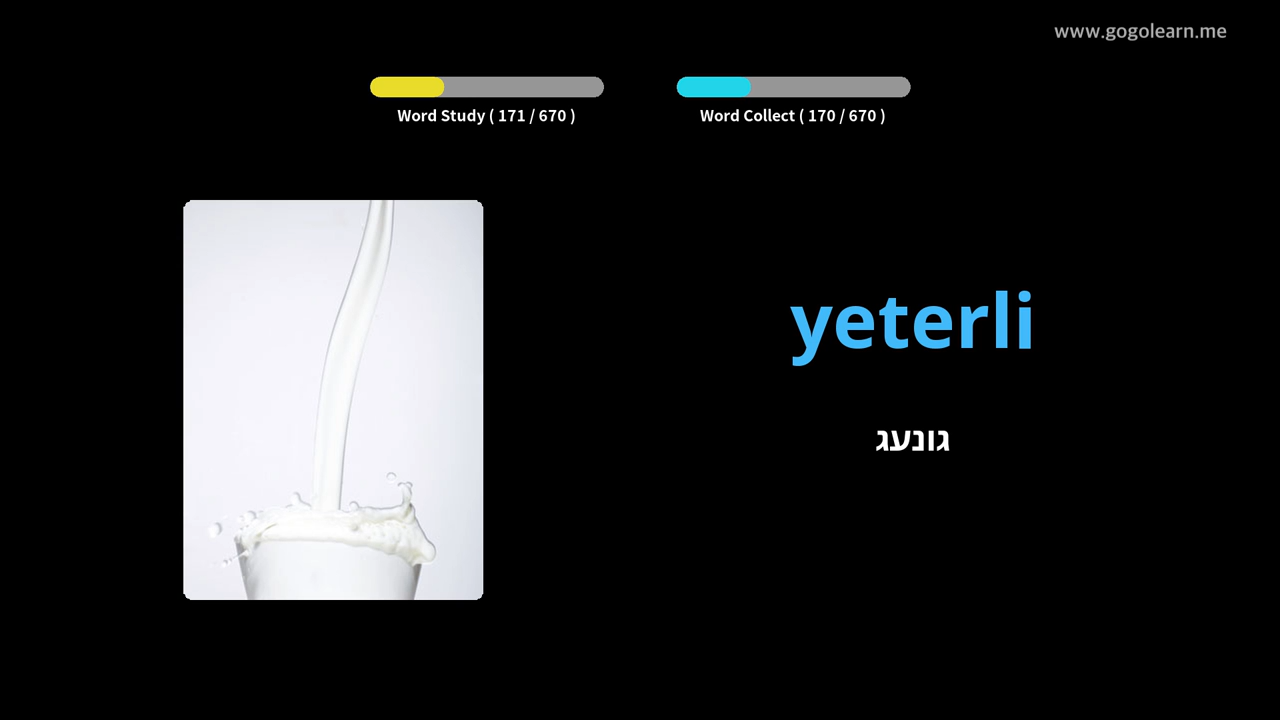 www.gogolearn.me
Word Study ( 171 / 670 )
Word Collect ( 170 / 670 )
yeterli
גונעג